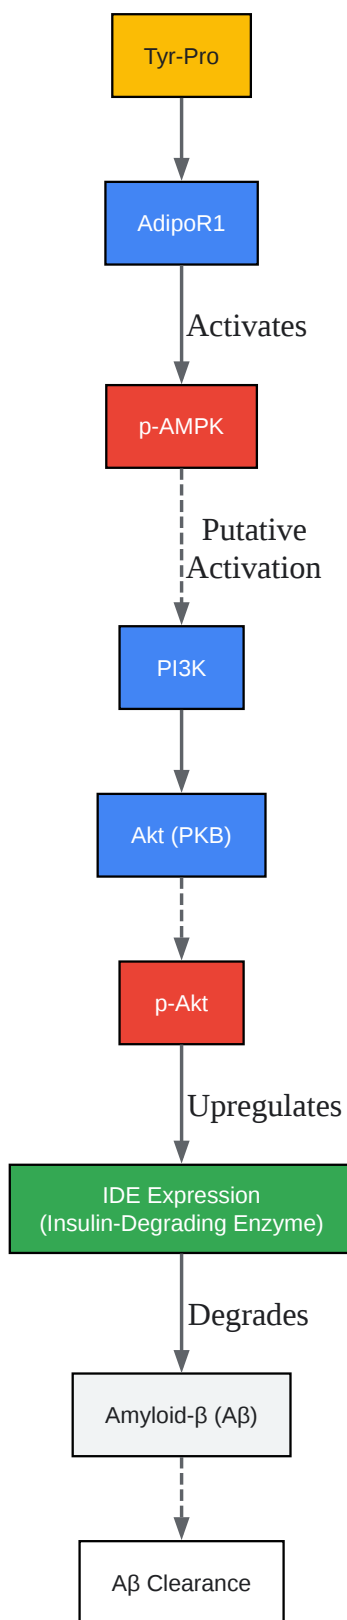 Tyr-Pro
AdipoR1
Activates
p-AMPK
Putative
Activation
PI3K
Akt (PKB)
p-Akt
Upregulates
IDE Expression
(Insulin-Degrading Enzyme)
Degrades
Amyloid-β (Aβ)
Aβ Clearance